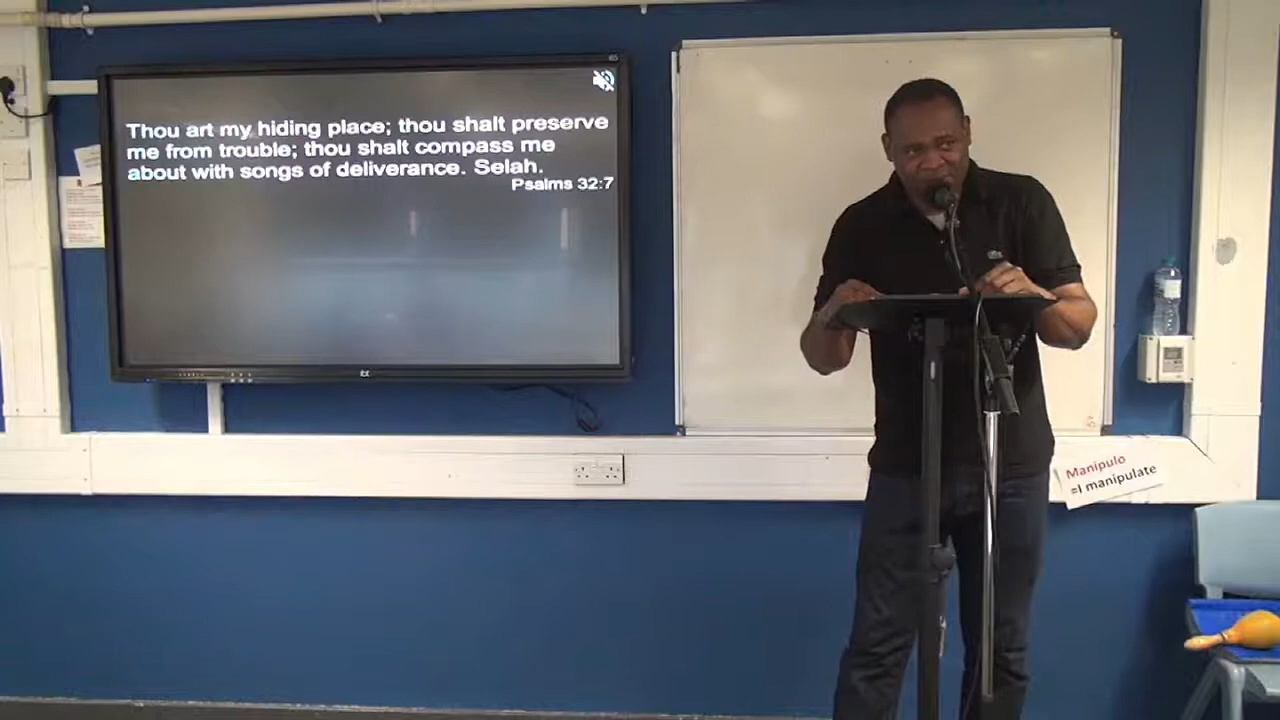 Thou art my hiding place; thou shalt preserve
me from trouble; thou shalt compass me
about with songs of deliverance. Selah.
Psalms 32:7
Manipulo
=I manipulate